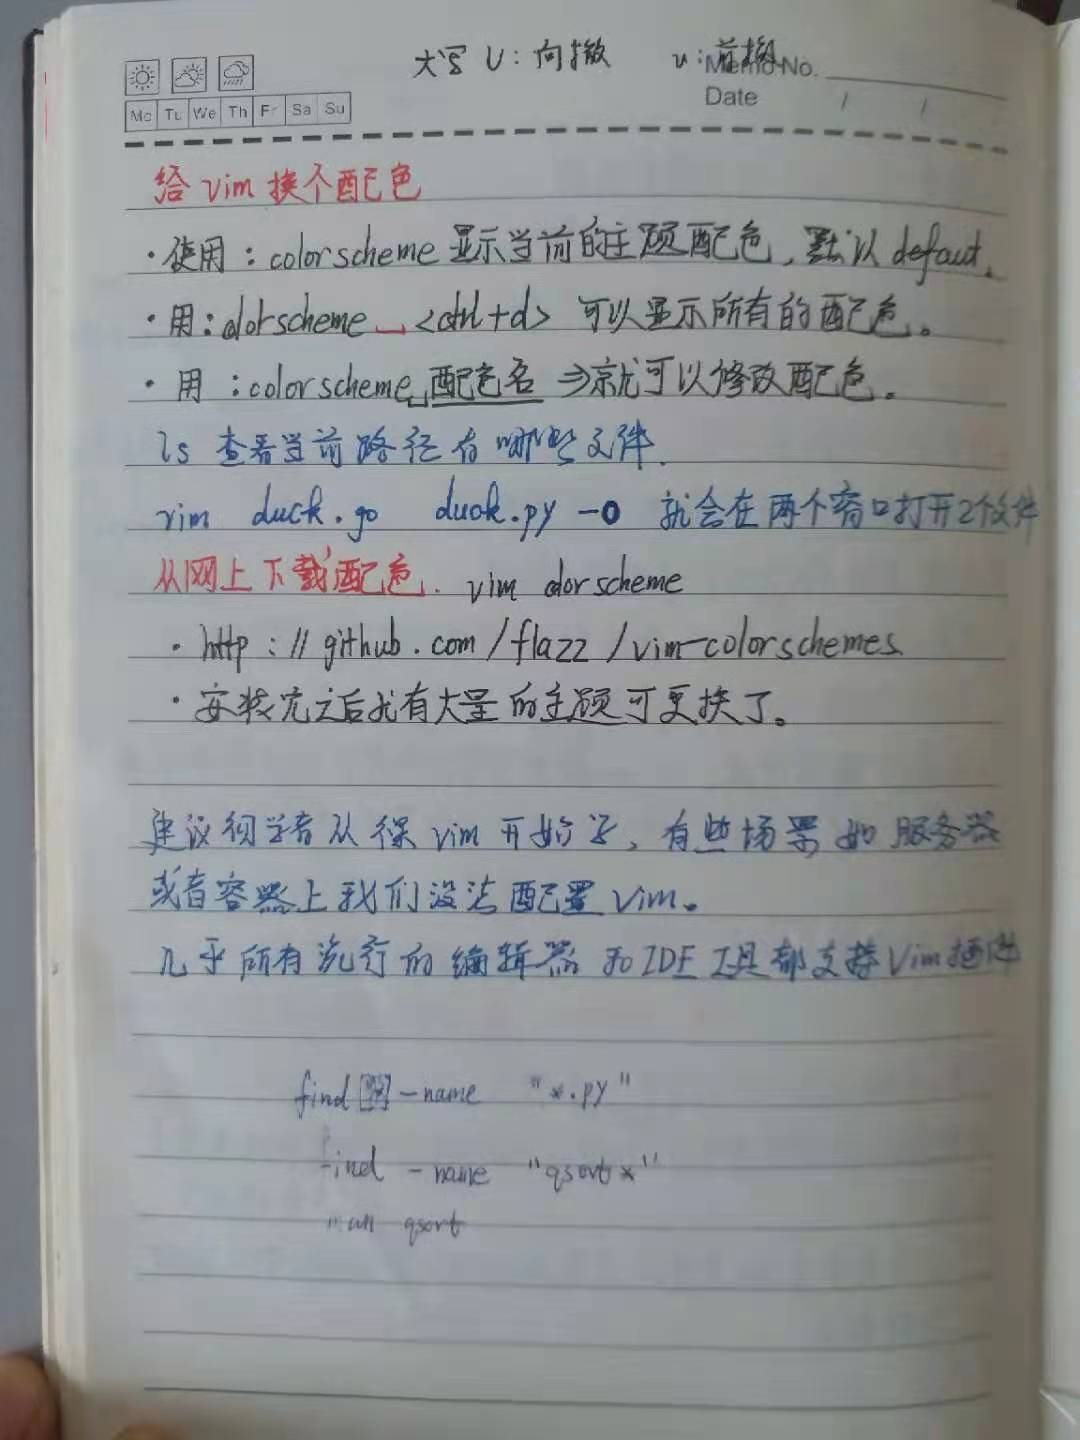 大写 U：向撤 u：前撤
Memo No.
Date / /
Mo Tu We Th Fr Sa Su
给 vim 换个配色
· 使用：colorscheme 显示当前的主题配色，默认 defaut.
· 用：olorscheme␣<ctrl+d> 可以显示所有的配色。
· 用：colorscheme␣配色名 ⇒就可以修改配色。
ls 查看当前路径有哪些文件.
vim duck.go duck.py -O 就会在两个窗口打开2个文件
从网上下载配色. vim olorscheme
· http：//github.com/flazz/vim-colorschemes
· 安装完之后就有大量的主题可更换了。
建议初学者从裸 vim 开始学，有些场景如服务器
或者容器上我们没法配置 Vim。
几乎所有流行的编辑器和IDE工具都支持Vim插件
find -name "*.py"
find -name "qsort*"
man qsort